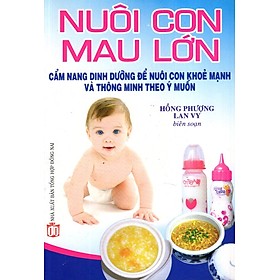 NUÔI CON
MAU LỚN
CẨM NANG DINH DƯỠNG ĐỂ NUÔI CON KHOẺ MẠNH
VÀ THÔNG MINH THEO Ý MUỐN
HỒNG PHƯỢNG
LAN VY
biên soạn
NHÀ XUẤT BẢN TỔNG HỢP ĐỒNG NAI